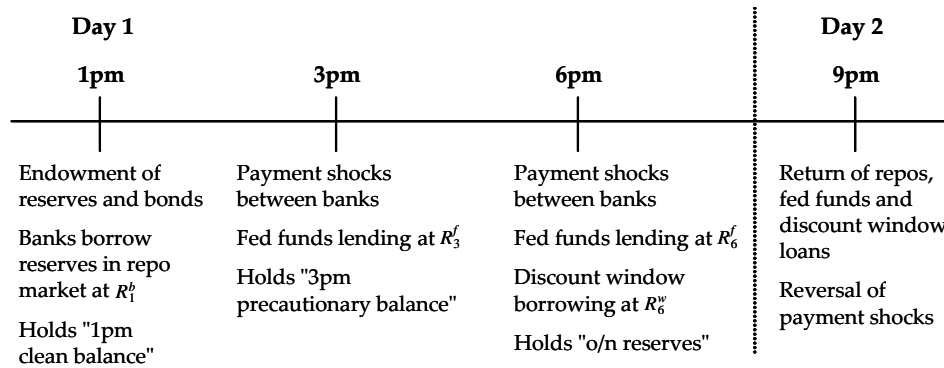 Day 1
Day 2
1pm
3pm
6pm
9pm
Endowment of
reserves and bonds
Banks borrow
reserves in repo
market at R₁ᵇ
Holds "1pm
clean balance"
Payment shocks
between banks
Fed funds lending at R₃ᶠ
Holds "3pm
precautionary balance"
Payment shocks
between banks
Fed funds lending at R₆ᶠ
Discount window
borrowing at R₆ʷ
Holds "o/n reserves"
Return of repos,
fed funds and
discount window
loans
Reversal of
payment shocks